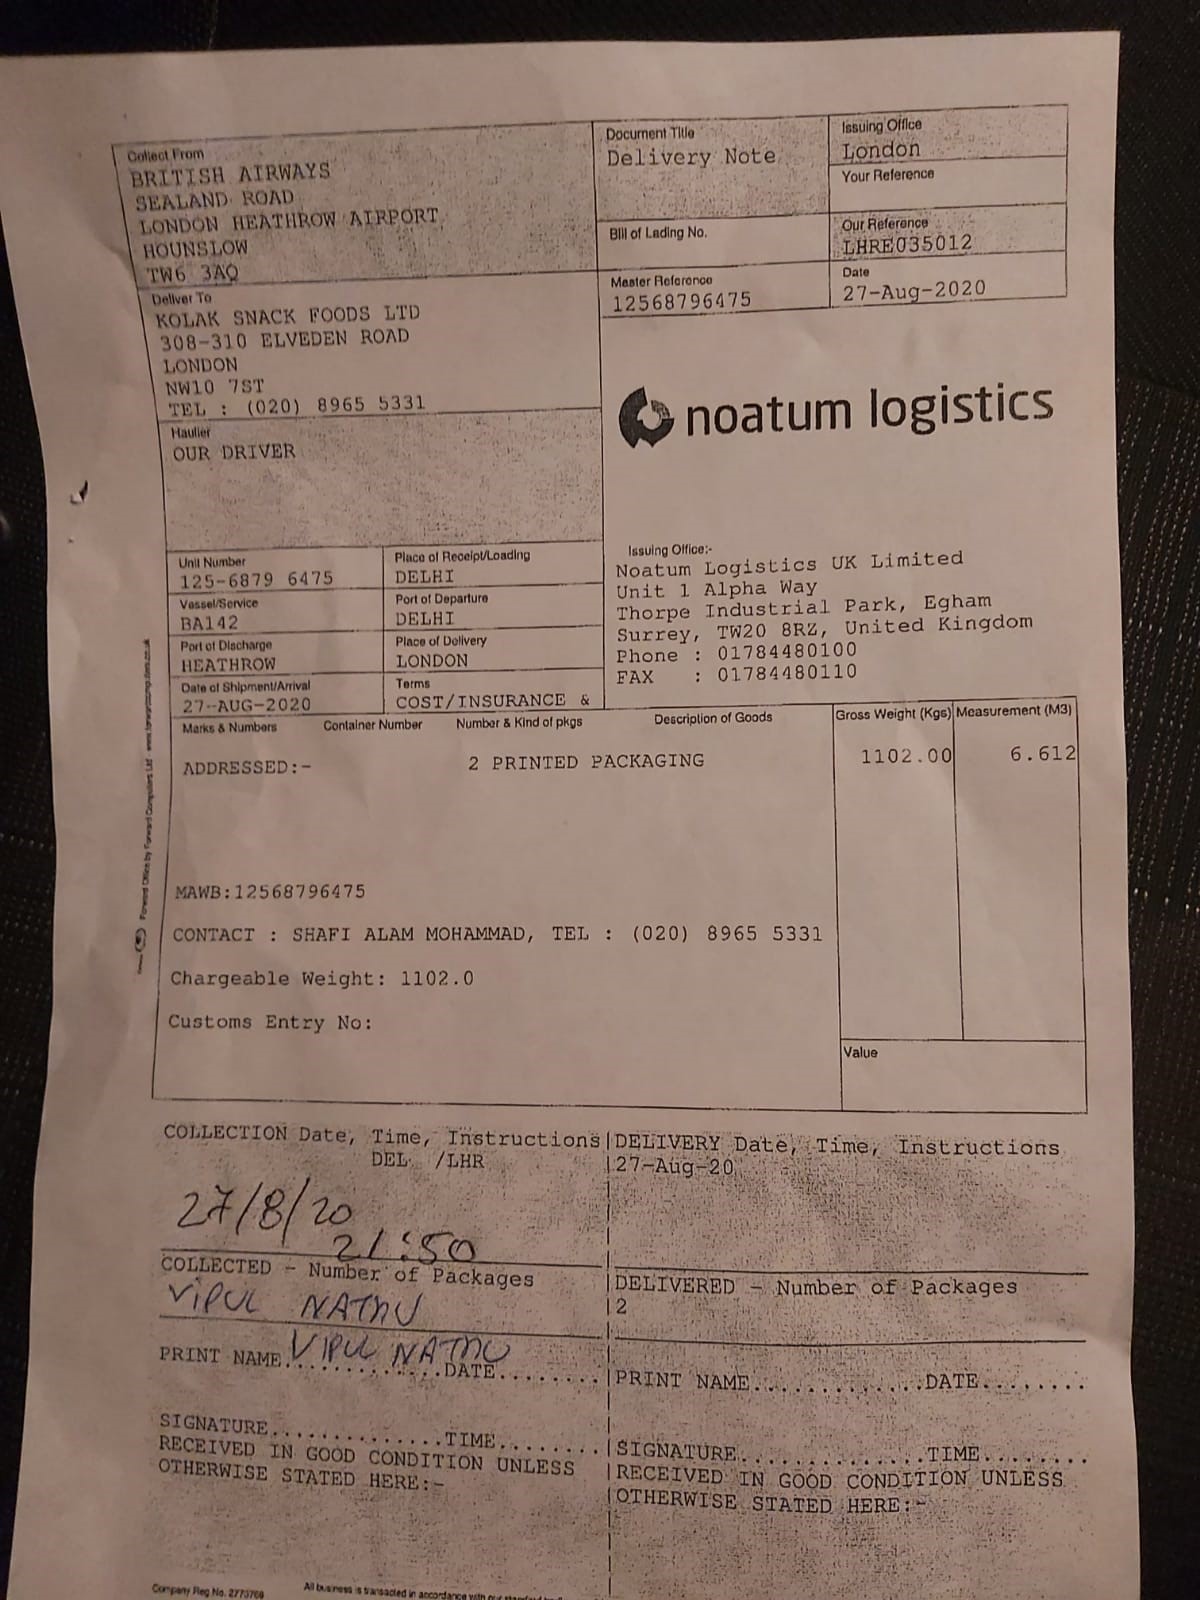 Collect From
BRITISH AIRWAYS
SEALAND ROAD
LONDON HEATHROW AIRPORT
HOUNSLOW
TW6 3AQ
Document Title
Delivery Note
Issuing Office
London
Your Reference
Bill of Lading No.
Our Reference
LHRE035012
Master Reference
12568796475
Date
27-Aug-2020
Deliver To
KOLAK SNACK FOODS LTD
308-310 ELVEDEN ROAD
LONDON
NW10 7ST
TEL : (020) 8965 5331
noatum logistics
Haulier
OUR DRIVER
Unit Number
125-6879 6475
Place of Receipt/Loading
DELHI
Vessel/Service
BA142
Port of Departure
DELHI
Port of Discharge
HEATHROW
Place of Delivery
LONDON
Date of Shipment/Arrival
27-AUG-2020
Terms
COST/INSURANCE &
Issuing Office:-
Noatum Logistics UK Limited
Unit 1 Alpha Way
Thorpe Industrial Park, Egham
Surrey, TW20 8RZ, United Kingdom
Phone : 01784480100
FAX : 01784480110
Marks & Numbers Container Number Number & Kind of pkgs Description of Goods Gross Weight (Kgs) Measurement (M3)
ADDRESSED:- 2 PRINTED PACKAGING 1102.00 6.612
MAWB:12568796475
CONTACT : SHAFI ALAM MOHAMMAD, TEL : (020) 8965 5331
Chargeable Weight: 1102.0
Customs Entry No:
Value
Forward Office by Forward Computers Ltd - www.forwardcomputers.co.uk
COLLECTION Date, Time, Instructions
DEL /LHR
27/8/20
21:50
COLLECTED - Number of Packages
VIPUL NATHU
PRINT NAME..............DATE........
VIPUL NATHU
SIGNATURE..............TIME........
RECEIVED IN GOOD CONDITION UNLESS
OTHERWISE STATED HERE:-
DELIVERY Date, Time, Instructions
27-Aug-20
DELIVERED - Number of Packages
2
PRINT NAME..............DATE........
SIGNATURE..............TIME........
RECEIVED IN GOOD CONDITION UNLESS
OTHERWISE STATED HERE:-
Company Reg No. 2773768 All business is transacted in accordance with our standard